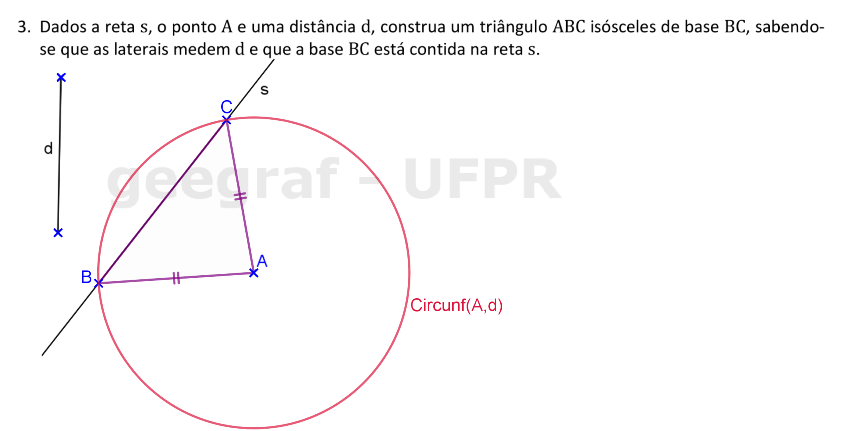 3. Dados a reta s, o ponto A e uma distância d, construa um triângulo ABC isósceles de base BC, sabendo-
se que as laterais medem d e que a base BC está contida na reta s.
s
C
d
geegraf - UFPR
A
B
Circunf(A,d)